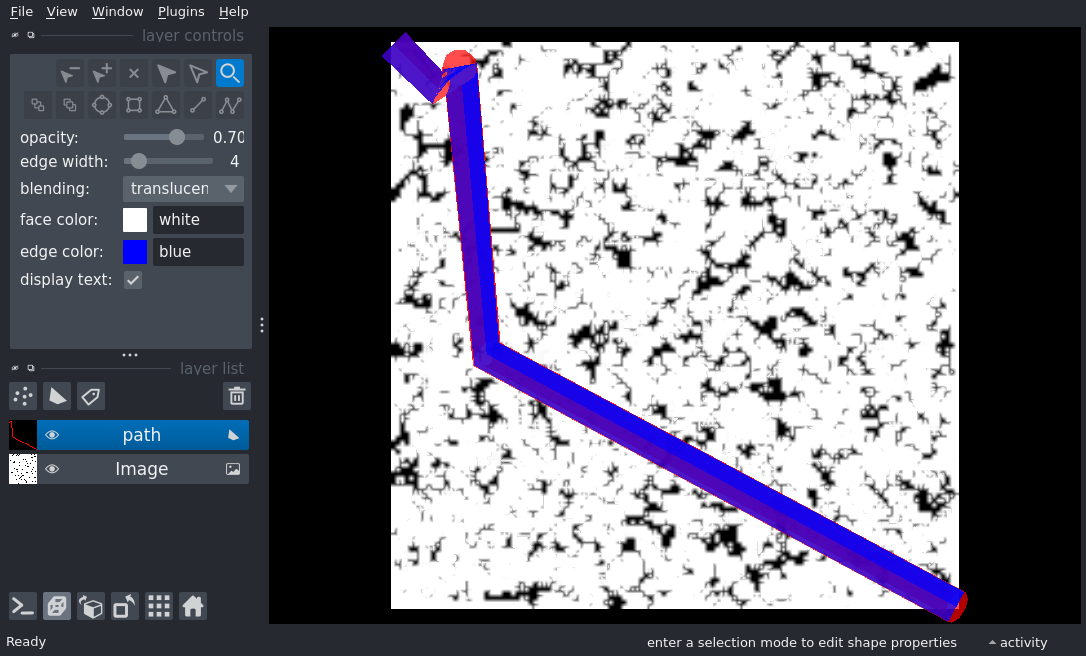 File View Window Plugins Help
layer controls
opacity: 0.70
edge width: 4
blending: translucen
face color: white
edge color: blue
display text:
layer list
path
Image
Ready enter a selection mode to edit shape properties activity